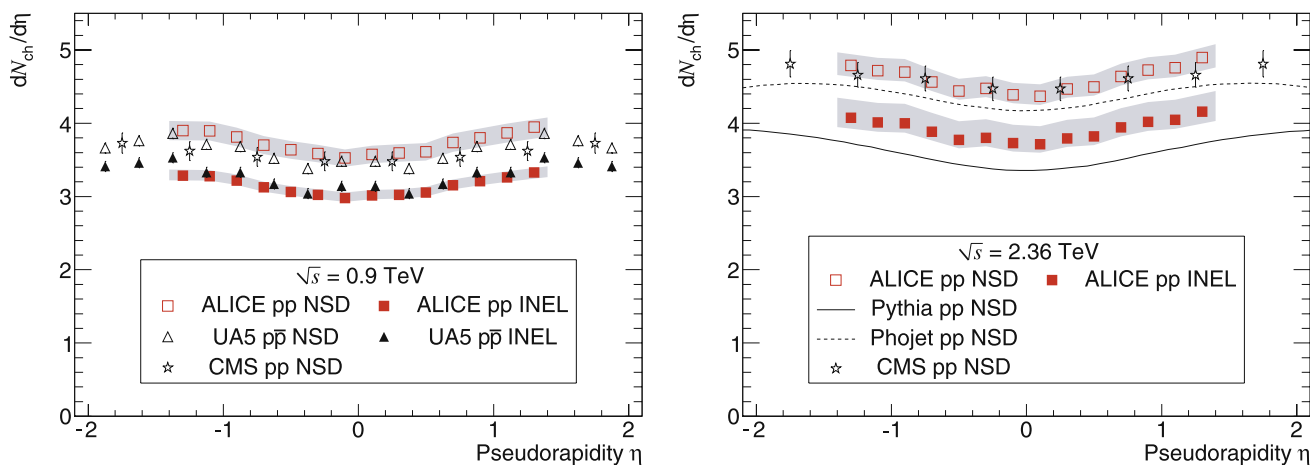 dN_ch/dη
5
4
3
2
1
0
√s = 0.9 TeV
ALICE pp NSD ALICE pp INEL
UA5 pp̅ NSD UA5 pp̅ INEL
CMS pp NSD
-2 -1 0 1 2
Pseudorapidity η
dN_ch/dη
5
4
3
2
1
0
√s = 2.36 TeV
ALICE pp NSD ALICE pp INEL
Pythia pp NSD
Phojet pp NSD
CMS pp NSD
-2 -1 0 1 2
Pseudorapidity η